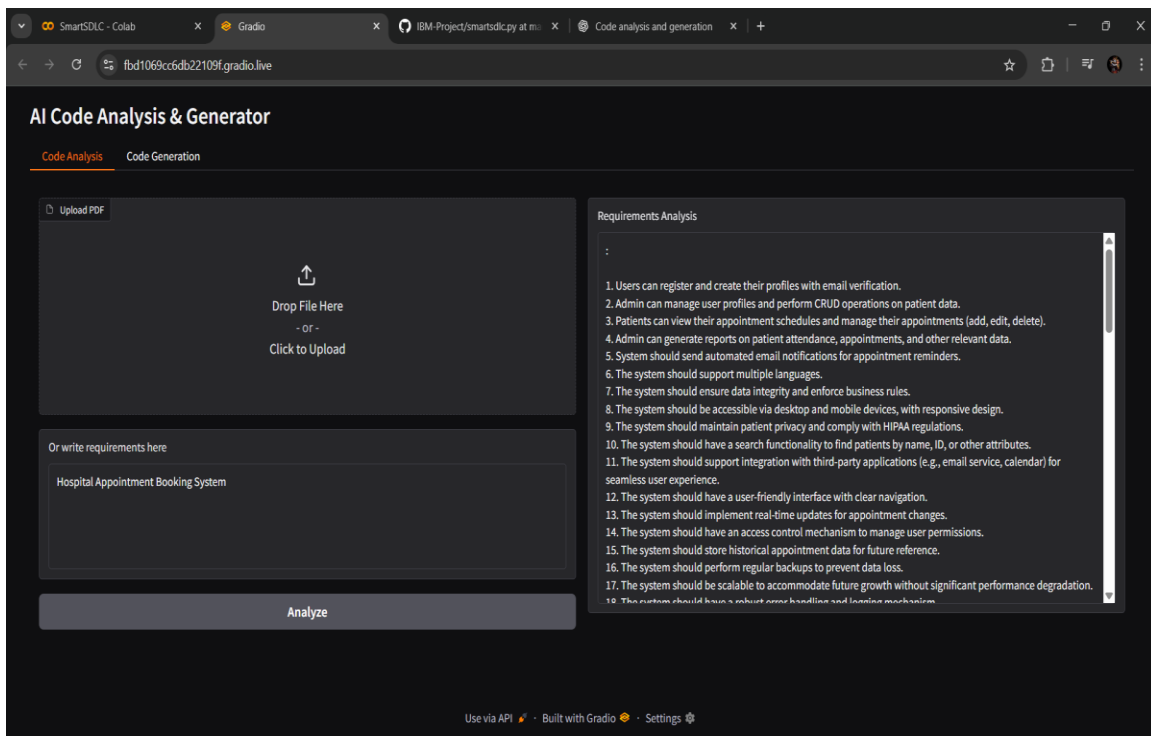 SmartSDLC - Colab
Gradio
IBM-Project/smartsdlc.py at ma
Code analysis and generation
fbd1069cc6db22109f.gradio.live
AI Code Analysis & Generator
Code Analysis
Code Generation
Upload PDF
Drop File Here
- or -
Click to Upload
Or write requirements here
Hospital Appointment Booking System
Analyze
Requirements Analysis
:
1. Users can register and create their profiles with email verification.
2. Admin can manage user profiles and perform CRUD operations on patient data.
3. Patients can view their appointment schedules and manage their appointments (add, edit, delete).
4. Admin can generate reports on patient attendance, appointments, and other relevant data.
5. System should send automated email notifications for appointment reminders.
6. The system should support multiple languages.
7. The system should ensure data integrity and enforce business rules.
8. The system should be accessible via desktop and mobile devices, with responsive design.
9. The system should maintain patient privacy and comply with HIPAA regulations.
10. The system should have a search functionality to find patients by name, ID, or other attributes.
11. The system should support integration with third-party applications (e.g., email service, calendar) for
seamless user experience.
12. The system should have a user-friendly interface with clear navigation.
13. The system should implement real-time updates for appointment changes.
14. The system should have an access control mechanism to manage user permissions.
15. The system should store historical appointment data for future reference.
16. The system should perform regular backups to prevent data loss.
17. The system should be scalable to accommodate future growth without significant performance degradation.
18. The system should have a robust error handling and logging mechanism.
Use via API · Built with Gradio · Settings